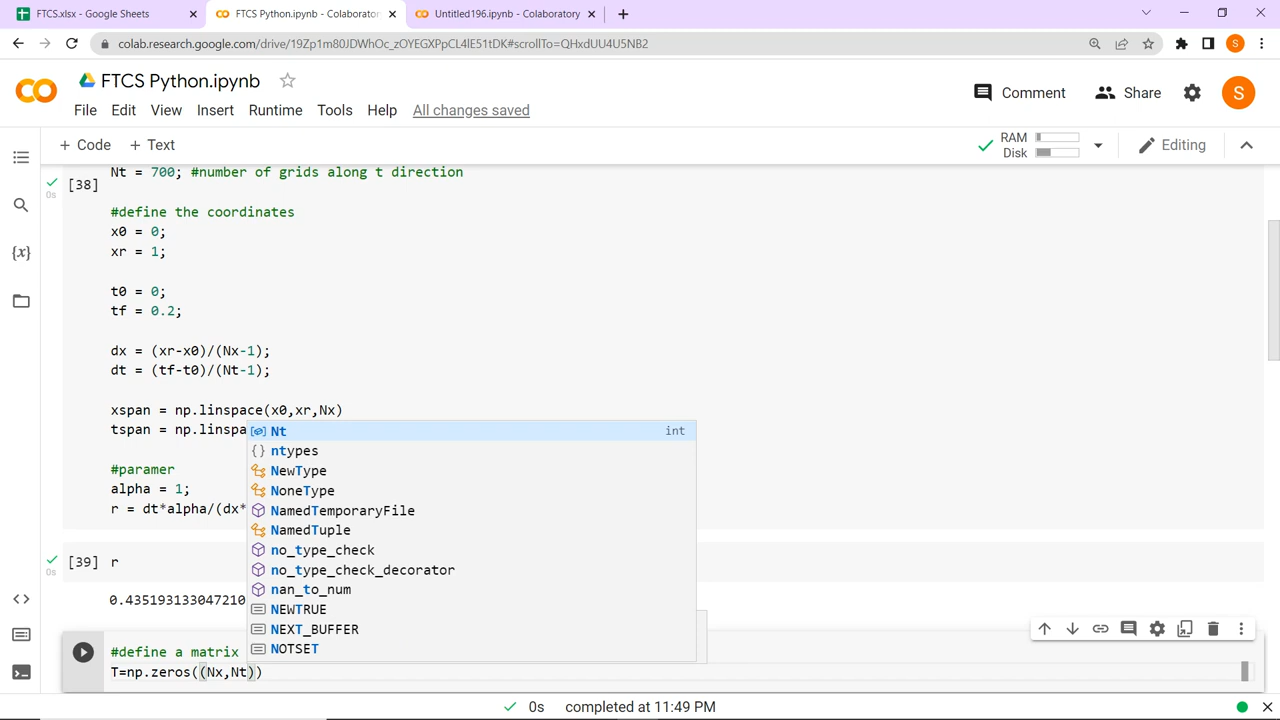 FTCS.xlsx - Google Sheets
FTCS Python.ipynb - Colaborator
Untitled196.ipynb - Colaboratory
colab.research.google.com/drive/19Zp1m80JDWhOc_zOYEGXPpCL4lE51tDK#scrollTo=QHxdUU4U5NB2
S
FTCS Python.ipynb
Comment
Share
S
File Edit View Insert Runtime Tools Help All changes saved
+ Code + Text
RAM
Disk
Editing
Nt = 700; #number of grids along t direction
[38]
0s
#define the coordinates
x0 = 0;
xr = 1;
t0 = 0;
tf = 0.2;
dx = (xr-x0)/(Nx-1);
dt = (tf-t0)/(Nt-1);
xspan = np.linspace(x0,xr,Nx)
tspan = np.linspa
Nt int
ntypes
NewType
NoneType
NamedTemporaryFile
NamedTuple
no_type_check
no_type_check_decorator
nan_to_num
NEWTRUE
NEXT_BUFFER
NOTSET
#paramer
alpha = 1;
r = dt*alpha/(dx*
[39] r
0s
0.435193133047210
#define a matrix
T=np.zeros((Nx,Nt))
0s completed at 11:49 PM